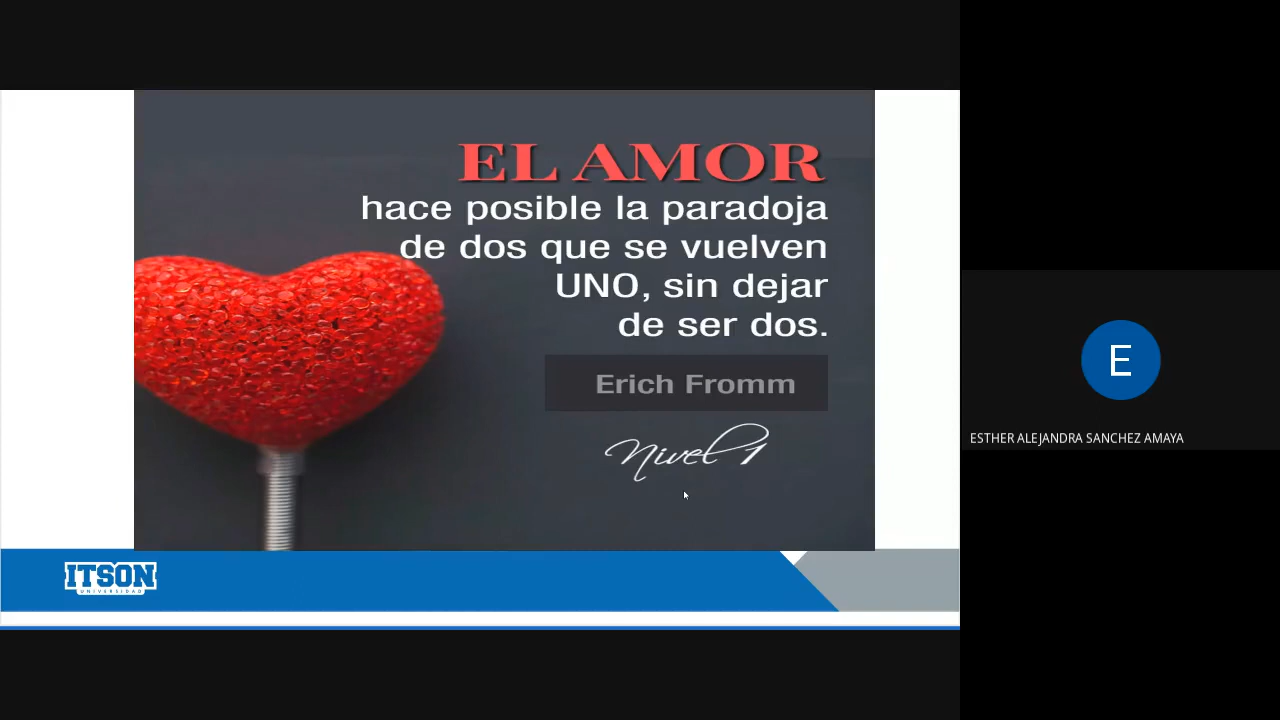 EL AMOR
hace posible la paradoja
de dos que se vuelven
UNO, sin dejar
de ser dos.
Erich Fromm
Nivel 1
ITSON
UNIVERSIDAD
E
ESTHER ALEJANDRA SANCHEZ AMAYA